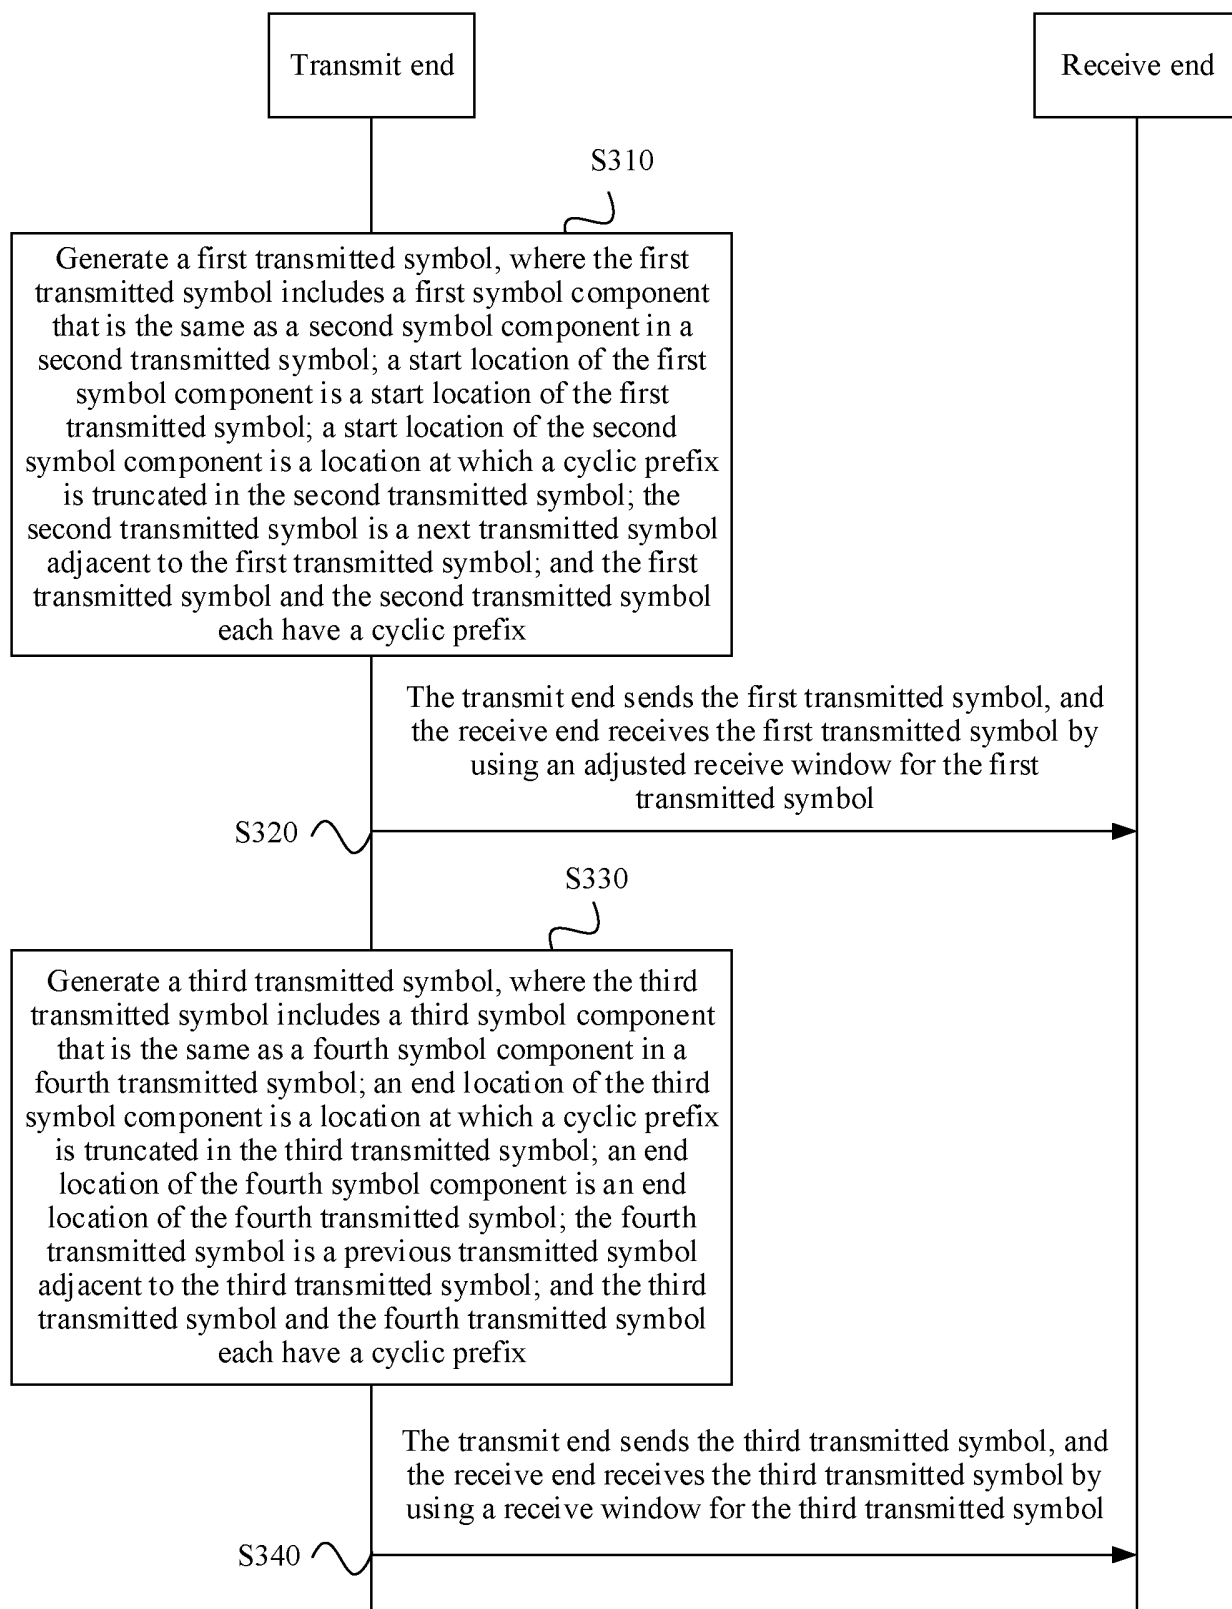 Transmit end
Receive end
S310
Generate a first transmitted symbol, where the first
transmitted symbol includes a first symbol component
that is the same as a second symbol component in a
second transmitted symbol; a start location of the first
symbol component is a start location of the first
transmitted symbol; a start location of the second
symbol component is a location at which a cyclic prefix
is truncated in the second transmitted symbol; the
second transmitted symbol is a next transmitted symbol
adjacent to the first transmitted symbol; and the first
transmitted symbol and the second transmitted symbol
each have a cyclic prefix
The transmit end sends the first transmitted symbol, and
the receive end receives the first transmitted symbol by
using an adjusted receive window for the first
transmitted symbol
S320
S330
Generate a third transmitted symbol, where the third
transmitted symbol includes a third symbol component
that is the same as a fourth symbol component in a
fourth transmitted symbol; an end location of the third
symbol component is a location at which a cyclic prefix
is truncated in the third transmitted symbol; an end
location of the fourth symbol component is an end
location of the fourth transmitted symbol; the fourth
transmitted symbol is a previous transmitted symbol
adjacent to the third transmitted symbol; and the third
transmitted symbol and the fourth transmitted symbol
each have a cyclic prefix
The transmit end sends the third transmitted symbol, and
the receive end receives the third transmitted symbol by
using a receive window for the third transmitted symbol
S340